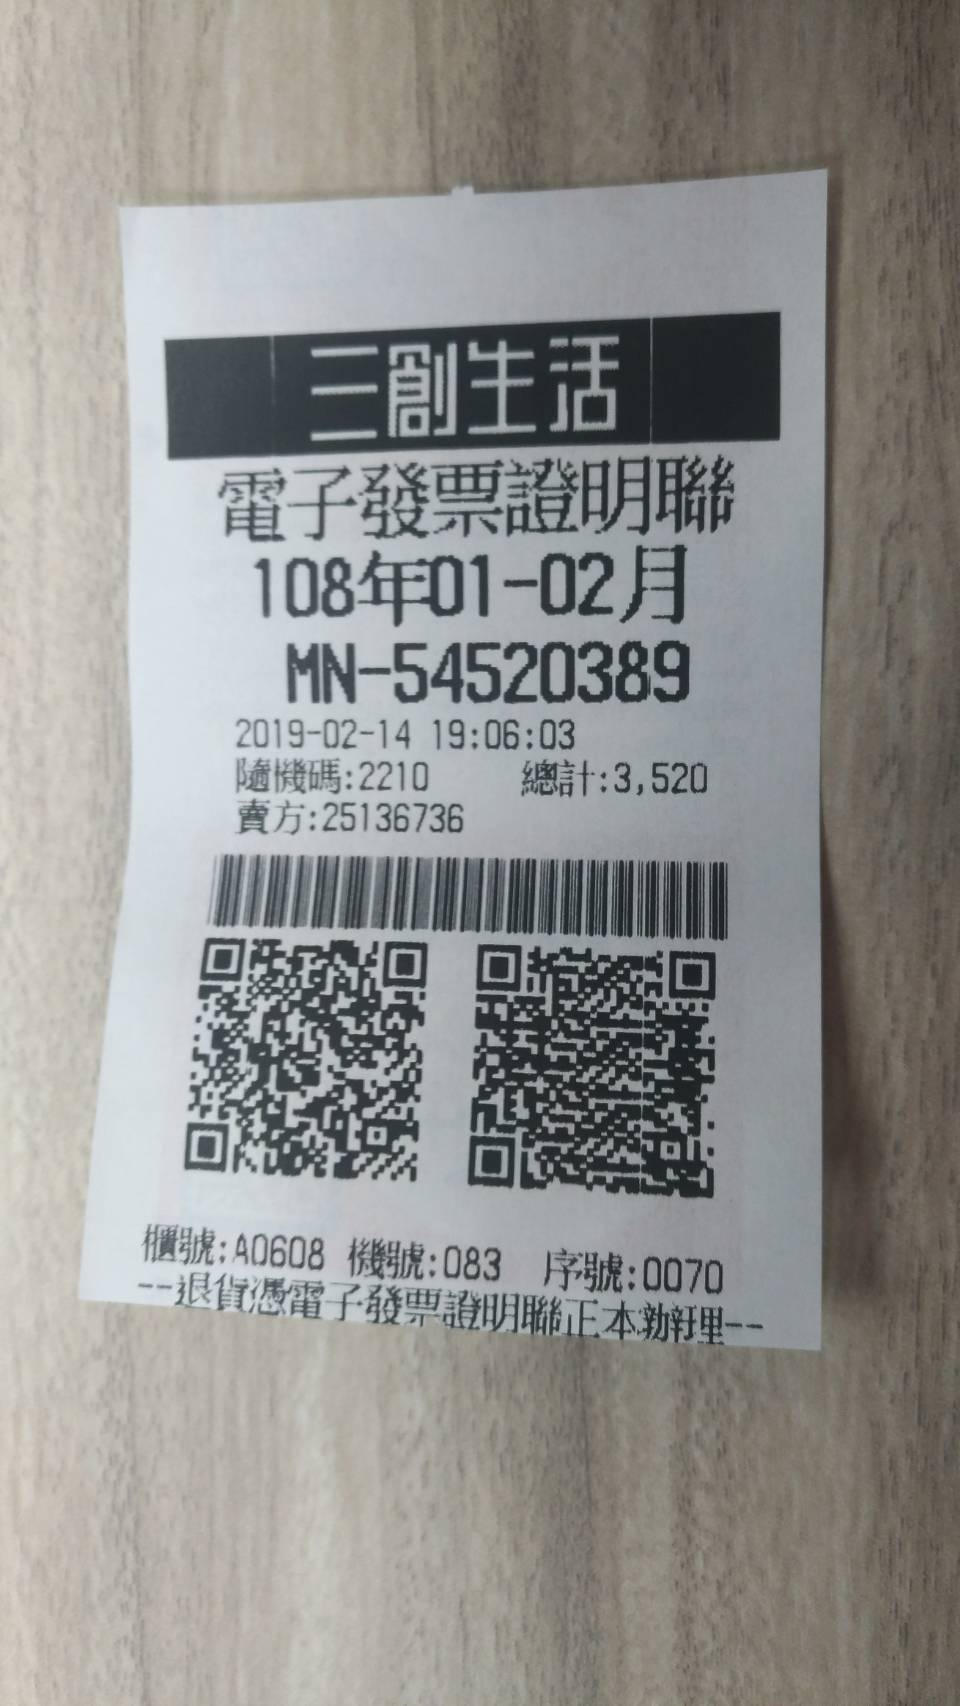 三創生活
電子發票證明聯
108年01-02月
MN-54520389
2019-02-14 19:06:03
隨機碼:2210 總計:3,520
賣方:25136736
櫃號:A0608 機號:083 序號:0070
--退貨憑電子發票證明聯正本辦理--